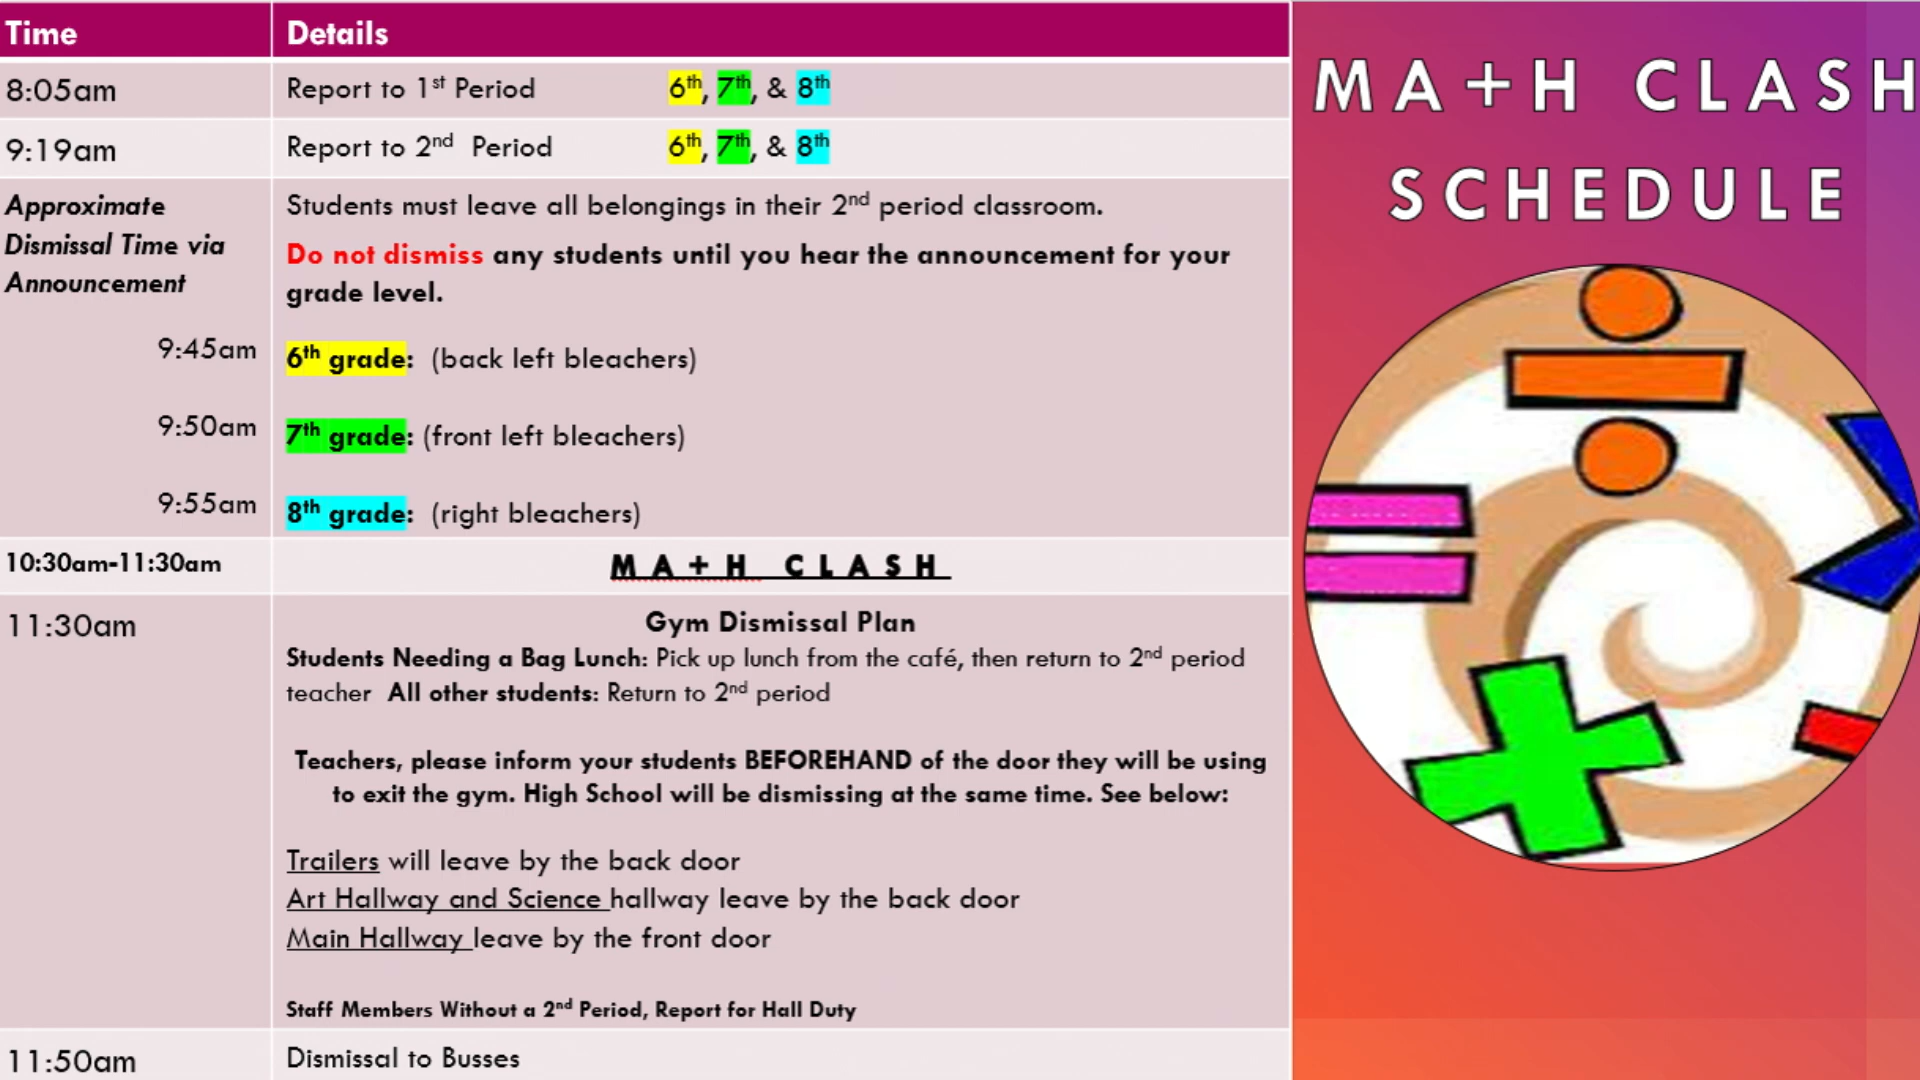 Time Details
8:05am Report to 1st Period 6th, 7th, & 8th
9:19am Report to 2nd Period 6th, 7th, & 8th
Approximate
Dismissal Time via
Announcement
Students must leave all belongings in their 2nd period classroom.
Do not dismiss any students until you hear the announcement for your
grade level.
9:45am 6th grade: (back left bleachers)
9:50am 7th grade: (front left bleachers)
9:55am 8th grade: (right bleachers)
10:30am-11:30am MA+H CLASH
11:30am Gym Dismissal Plan
Students Needing a Bag Lunch: Pick up lunch from the café, then return to 2nd period
teacher All other students: Return to 2nd period
Teachers, please inform your students BEFOREHAND of the door they will be using
to exit the gym. High School will be dismissing at the same time. See below:
Trailers will leave by the back door
Art Hallway and Science hallway leave by the back door
Main Hallway leave by the front door
Staff Members Without a 2nd Period, Report for Hall Duty
11:50am Dismissal to Busses
MA+H CLASH
SCHEDULE